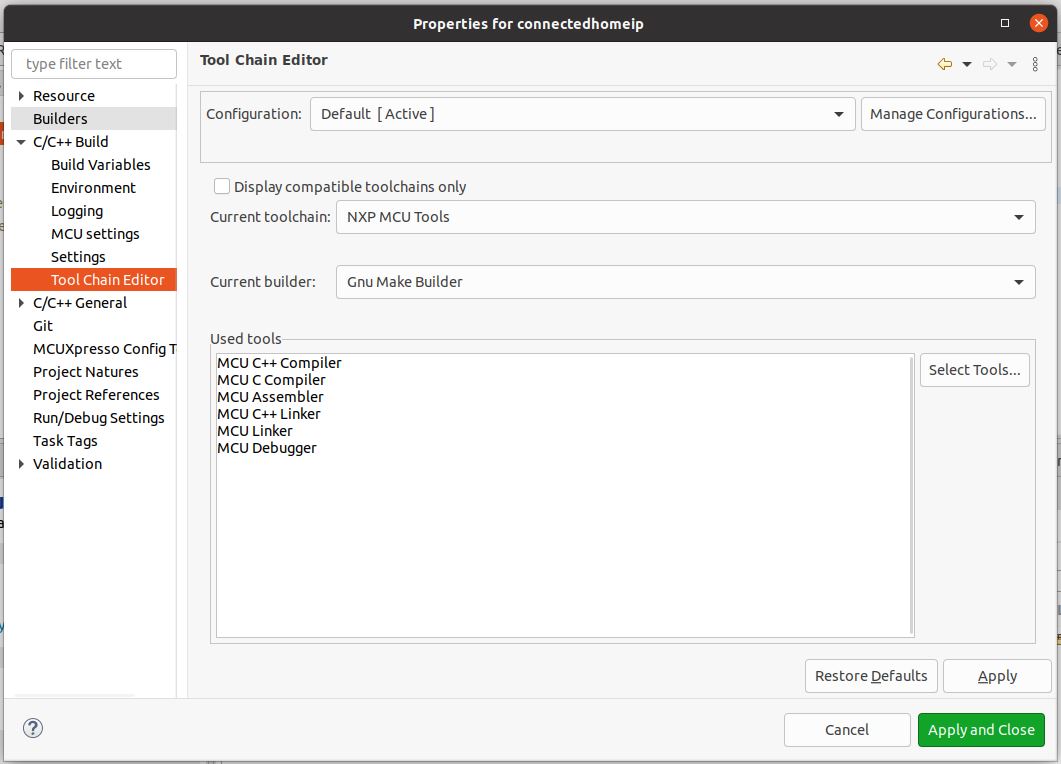 Properties for connectedhomeip
type filter text
Resource
Builders
C/C++ Build
Build Variables
Environment
Logging
MCU settings
Settings
Tool Chain Editor
C/C++ General
Git
MCUXpresso Config T
Project Natures
Project References
Run/Debug Settings
Task Tags
Validation
Tool Chain Editor
Configuration: Default [ Active ] Manage Configurations...
Display compatible toolchains only
Current toolchain: NXP MCU Tools
Current builder: Gnu Make Builder
Used tools
MCU C++ Compiler
MCU C Compiler
MCU Assembler
MCU C++ Linker
MCU Linker
MCU Debugger
Select Tools...
Restore Defaults Apply
? Cancel Apply and Close